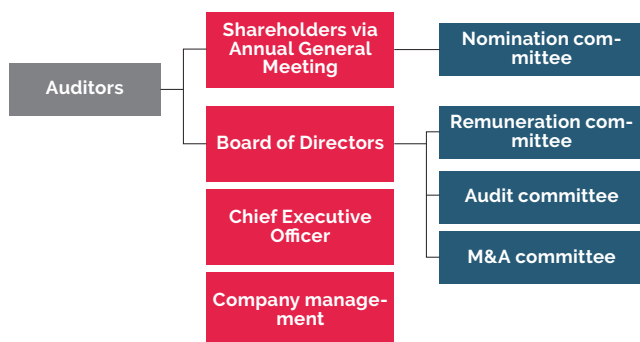 Auditors
Shareholders via
Annual General
Meeting
Nomination com-
mittee
Board of Directors
Remuneration com-
mittee
Audit committee
M&A committee
Chief Executive
Officer
Company manage-
ment